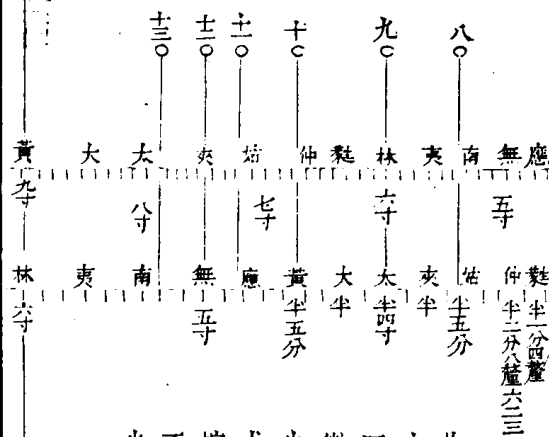 八 九 十 十一 十二 十三
應 無 南 夷 林 蕤 仲 姑 夾 太 大 黃
五寸 六寸 七寸 八寸 九寸
蕤 仲 姑 夾 太 大 黃 應 無 南 夷 林
半一分四釐 半二分八釐六二三 半五分 半 半四寸 半 半五分 五寸 六寸